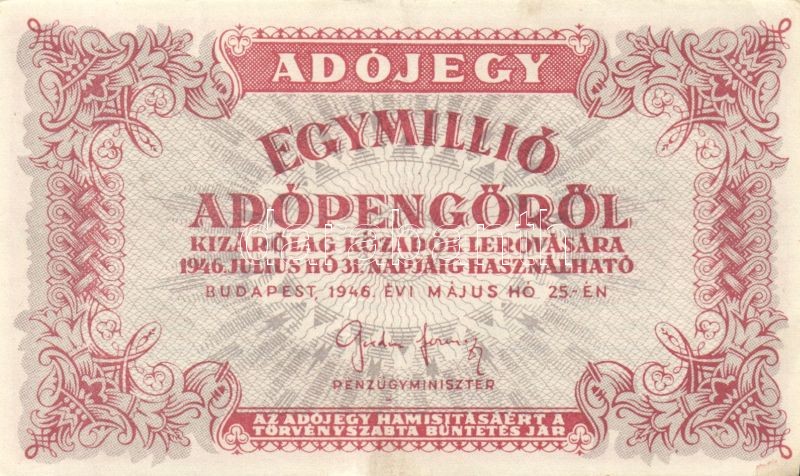 ADÓJEGY
EGYMILLIÓ
ADÓPENGŐRŐL
KIZÁRÓLAG KÖZADÓK LEROVÁSÁRA
1946. JÚLIUS HÓ 31. NAPJÁIG HASZNÁLHATÓ
BUDAPEST, 1946. ÉVI MÁJUS HÓ 25.-ÉN
PÉNZÜGYMINISZTER
AZ ADÓJEGY HAMISÍTÁSÁÉRT A
TÖRVÉNYSZABTA BÜNTETÉS JÁR